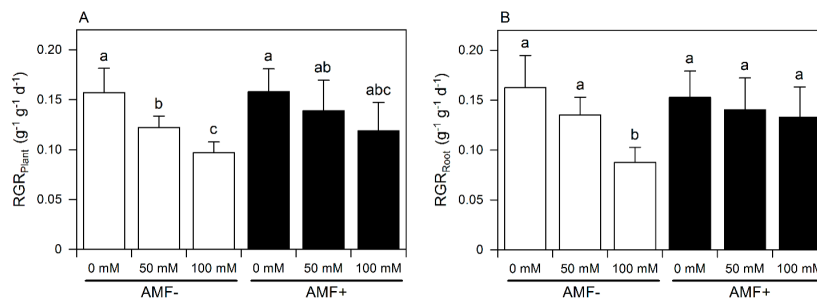 A
RGR_Plant (g⁻¹ g⁻¹ d⁻¹)
0.20
0.15
0.10
0.05
0
a
b
c
a
ab
abc
0 mM 50 mM 100 mM 0 mM 50 mM 100 mM
AMF- AMF+
B
RGR_Root (g⁻¹ g⁻¹ d⁻¹)
0.20
0.15
0.10
0.05
0
a
a
b
a
a
a
0 mM 50 mM 100 mM 0 mM 50 mM 100 mM
AMF- AMF+